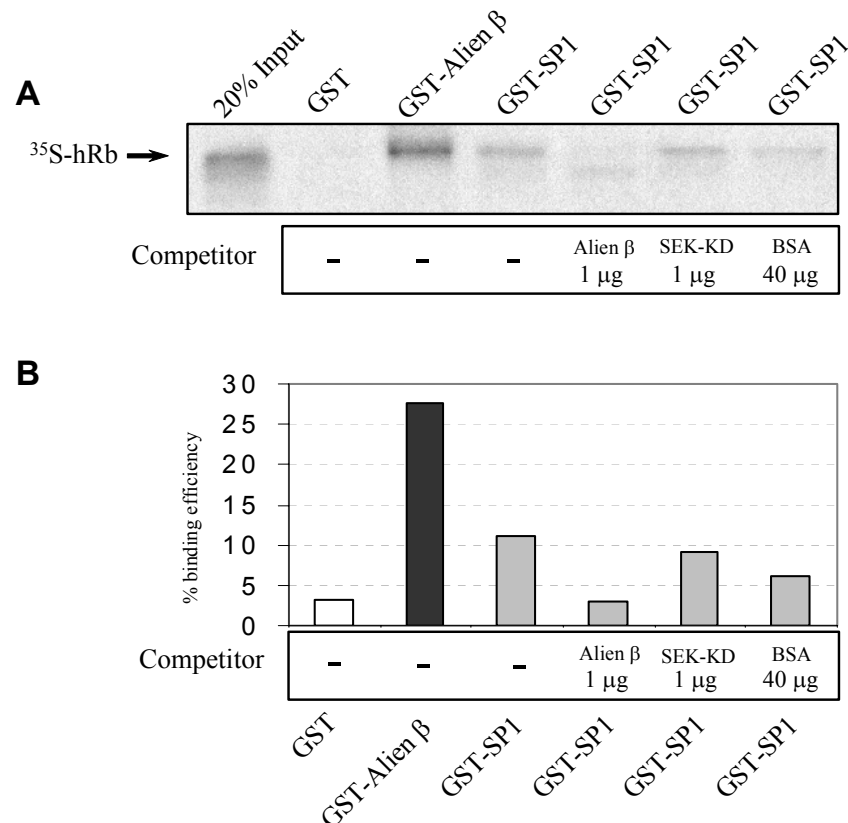 A
20% Input
GST
GST-Alien β
GST-SP1
GST-SP1
GST-SP1
GST-SP1
³⁵S-hRb
Competitor
- - - Alien β 1 μg SEK-KD 1 μg BSA 40 μg
B
% binding efficiency
30
25
20
15
10
5
0
Competitor
- - - Alien β 1 μg SEK-KD 1 μg BSA 40 μg
GST
GST-Alien β
GST-SP1
GST-SP1
GST-SP1
GST-SP1